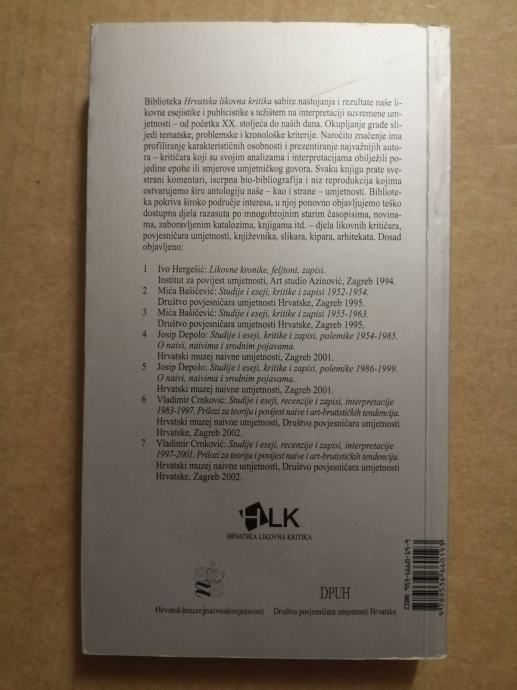 Biblioteka Hrvatska likovna kritika sabire nastojanja i rezultate naše li-
kovne esejistike i publicistike s težištem na interpretaciji suvremene um-
jetnosti – od početka XX. stoljeća do naših dana. Okupljanje građe sli-
jedi tematske, problemske i kronološke kriterije. Naročito značenje ima
profiliranje karakterističnih osobnosti i prezentiranje najvažnijih auto-
ra – kritičara koji su svojim analizama i interpretacijama obilježili po-
jedine epohe ili smjerove umjetničkog govora. Svaku knjigu prate sve-
strani komentari, iscrpna bio-bibliografija i niz reprodukcija kojima
ostvarujemo širu antologiju naše – kao i strane – umjetnosti. Bibliote-
ka pokriva široko područje interesa, u njoj ponovno objavljujemo teško
dostupna djela razasuta po mnogobrojnim starim časopisima, novina-
ma, zaboravljenim katalozima, knjigama itd. – djela likovnih kritičara,
povjesničara umjetnosti, književnika, slikara, kipara, arhitekata. Dosad
objavljeno:
1 Ivo Hergešić: Likovne kronike, feljtoni, zapisi.
Institut za povijest umjetnosti, Art studio Azinović, Zagreb 1994.
2 Mića Bašičević: Studije i eseji, kritike i zapisi 1952-1954.
Društvo povjesničara umjetnosti Hrvatske, Zagreb 1995.
3 Mića Bašičević: Studije i eseji, kritike i zapisi 1955-1963.
Društvo povjesničara umjetnosti Hrvatske, Zagreb 1995.
4 Josip Depolo: Studije i eseji, kritike i zapisi, polemike 1954-1985.
O naivi, naivima i srodnim pojavama.
Hrvatski muzej naivne umjetnosti, Zagreb 2001.
5 Josip Depolo: Studije i eseji, kritike i zapisi, polemike 1986-1999.
O naivi, naivima i srodnim pojavama.
Hrvatski muzej naivne umjetnosti, Zagreb 2001.
6 Vladimir Crnković: Studije i eseji, recenzije i zapisi, interpretacije
1983-1997. Prilozi za teoriju i povijest naive i art-brutističkih tendencija.
Hrvatski muzej naivne umjetnosti, Društvo povjesničara umjetnosti
Hrvatske, Zagreb 2002.
7 Vladimir Crnković: Studije i eseji, recenzije i zapisi, interpretacije
1997-2001. Prilozi za teoriju i povijest naive i art-brutističkih tendencija.
Hrvatski muzej naivne umjetnosti, Društvo povjesničara umjetnosti
Hrvatske, Zagreb 2002.
HLK
HRVATSKA LIKOVNA KRITIKA
Hrvatski|muzej|naivne|umjetnosti
DPUH
Društvo povjesničara umjetnosti Hrvatske
ISBN 953-6660-19-9
9789536660193